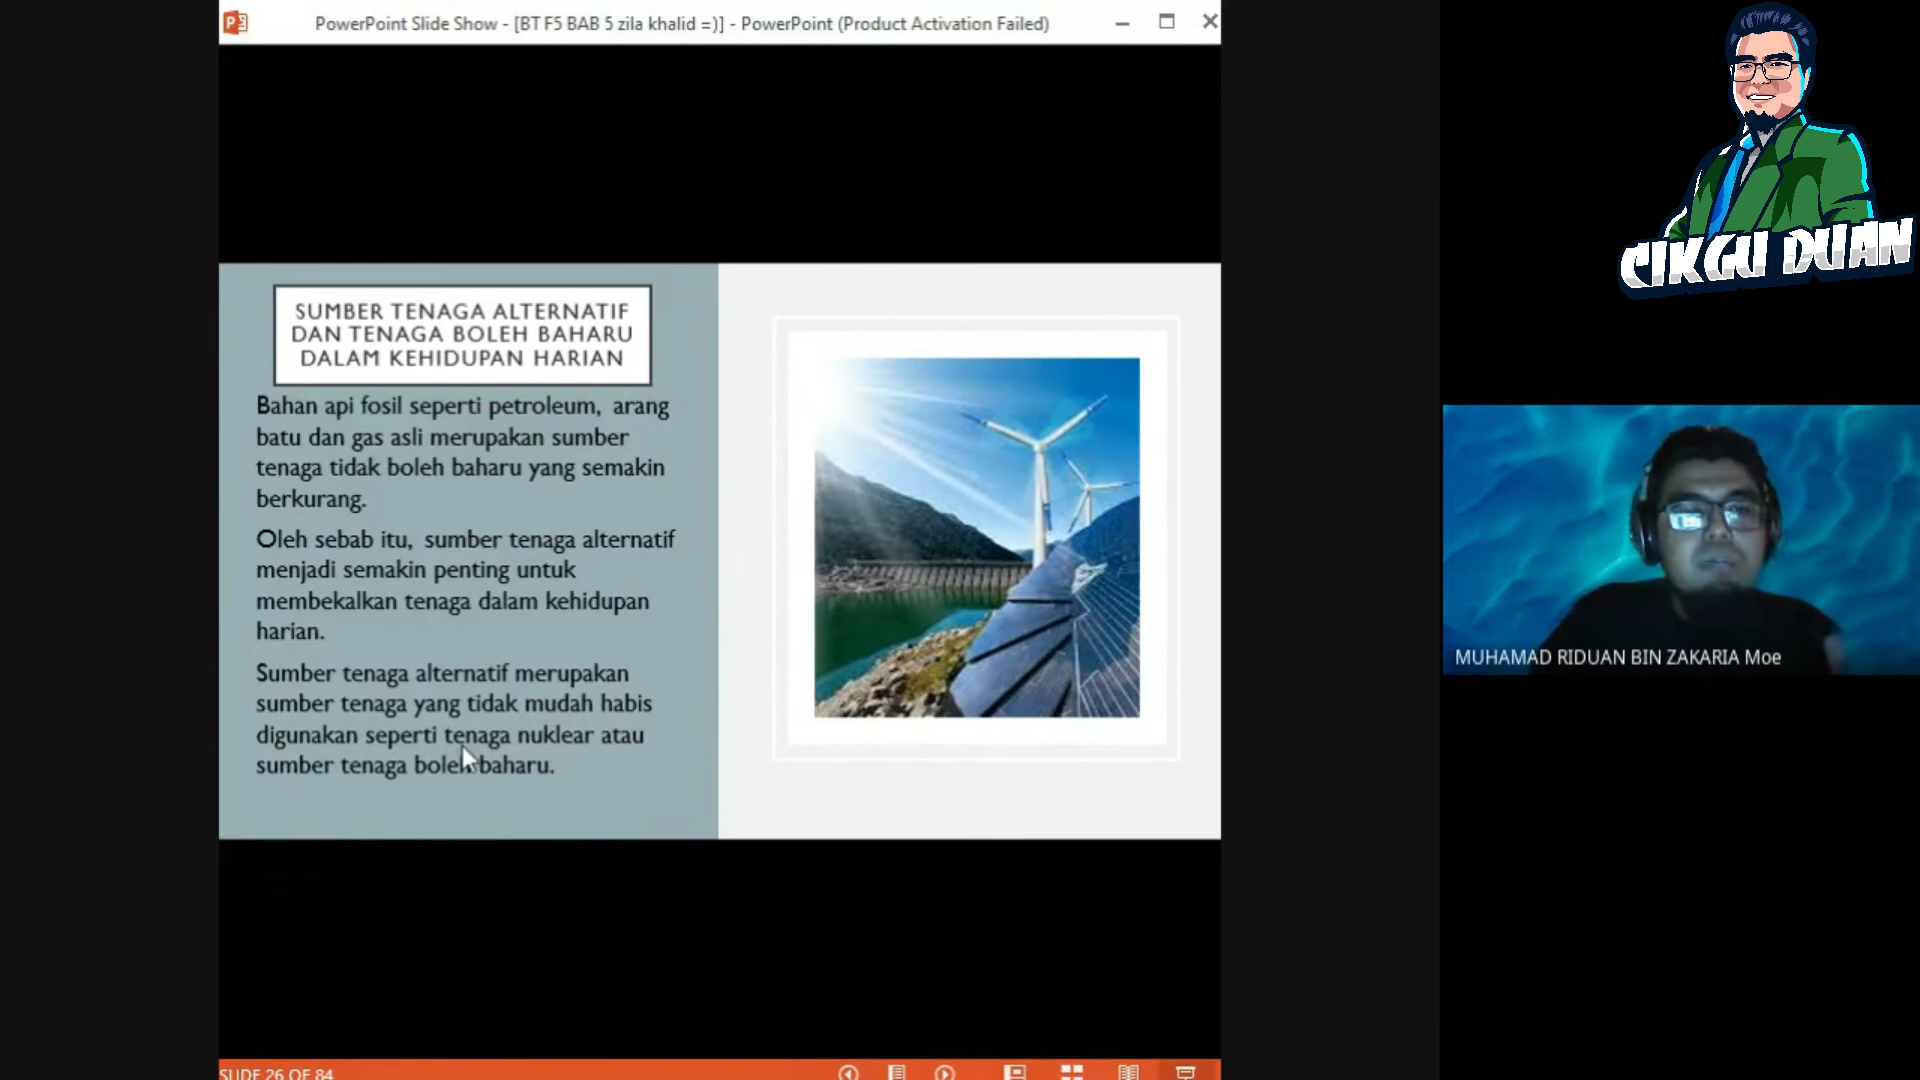 PowerPoint Slide Show - [BT F5 BAB 5 zila khalid =)] - PowerPoint (Product Activation Failed)
CIKGU DUAN
SUMBER TENAGA ALTERNATIF
DAN TENAGA BOLEH BAHARU
DALAM KEHIDUPAN HARIAN
Bahan api fosil seperti petroleum, arang
batu dan gas asli merupakan sumber
tenaga tidak boleh baharu yang semakin
berkurang.
Oleh sebab itu, sumber tenaga alternatif
menjadi semakin penting untuk
membekalkan tenaga dalam kehidupan
harian.
Sumber tenaga alternatif merupakan
sumber tenaga yang tidak mudah habis
digunakan seperti tenaga nuklear atau
sumber tenaga boleh baharu.
MUHAMAD RIDUAN BIN ZAKARIA Moe
SLIDE 26 OF 84